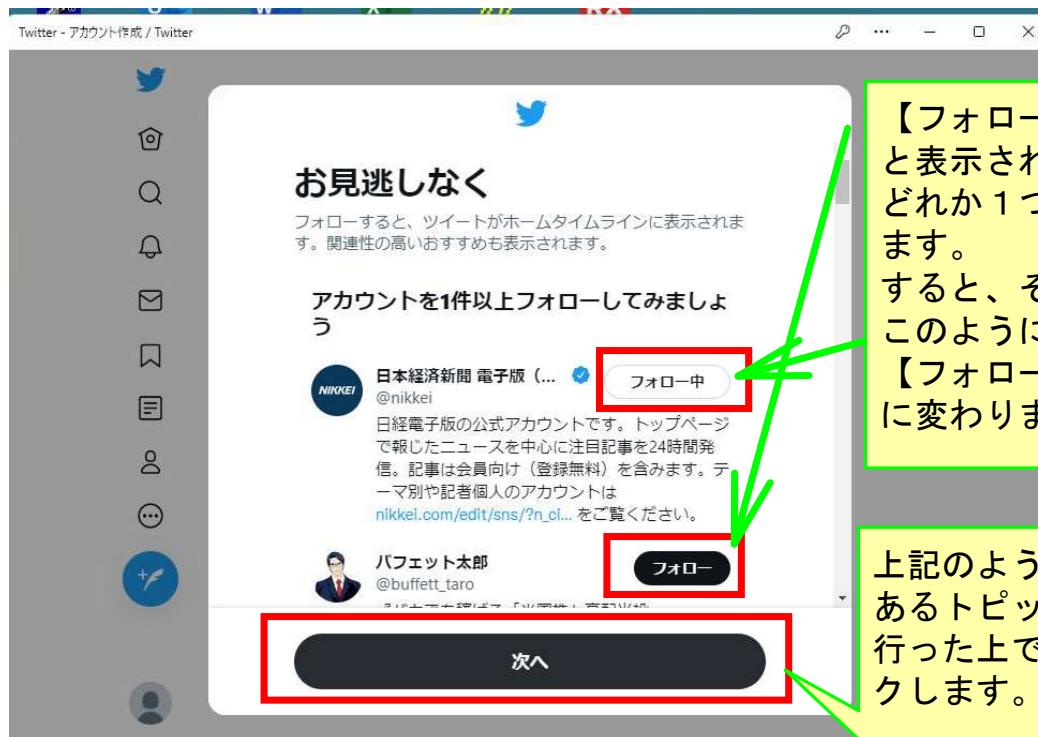 Twitter - アカウント作成 / Twitter
お見逃しなく
フォローすると、ツイートがホームタイムラインに表示されま
す。関連性の高いおすすめも表示されます。
アカウントを1件以上フォローしてみましょ
う
NIKKEI
日本経済新聞 電子版（...
フォロー中
@nikkei
日経電子版の公式アカウントです。トップページ
で報じたニュースを中心に注目記事を24時間発
信。記事は会員向け（登録無料）を含みます。テ
ーマ別や記者個人のアカウントは
nikkei.com/edit/sns/?n_ci... をご覧ください。
バフェット太郎
フォロー
@buffett_taro
次へ
【フォロー
と表示され
どれか１つ
ます。
すると、そ
このように
【フォロー
に変わりま
上記のよう
あるトピッ
行った上で
クします。